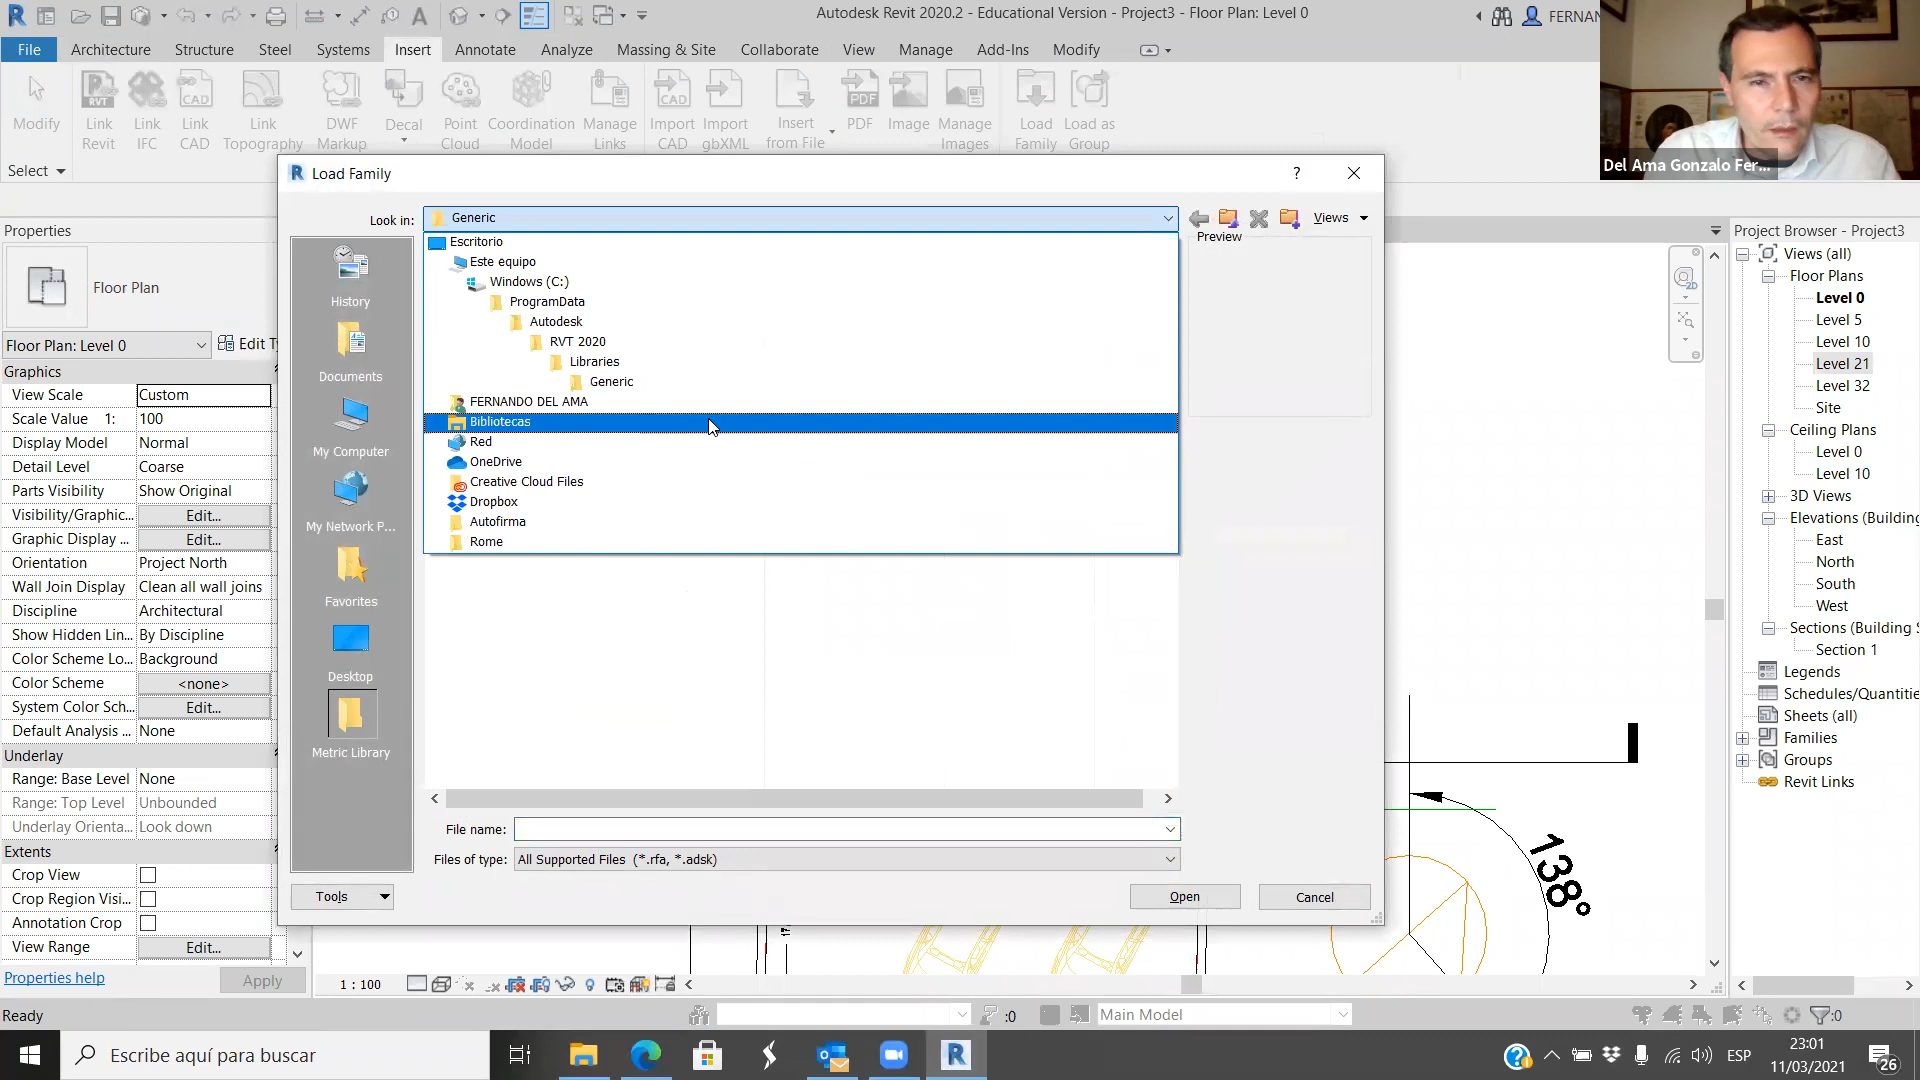 Autodesk Revit 2020.2 - Educational Version - Project3 - Floor Plan: Level 0
FERNAN
File Architecture Structure Steel Systems Insert Annotate Analyze Massing & Site Collaborate View Manage Add-Ins Modify
Modify
Link Revit
Link IFC
Link CAD
Link Topography
DWF Markup
Decal
Point Cloud
Coordination Model
Manage Links
Import CAD
Import gbXML
Insert from File
PDF
Image
Manage Images
Load Family
Load as Group
Select
Del Ama Gonzalo Fer...
Load Family
Look in:
Generic
Views
Preview
Escritorio
Este equipo
Windows (C:)
ProgramData
Autodesk
RVT 2020
Libraries
Generic
FERNANDO DEL AMA
Bibliotecas
Red
OneDrive
Creative Cloud Files
Dropbox
Autofirma
Rome
History
Documents
My Computer
My Network P...
Favorites
Desktop
Metric Library
File name:
Files of type: All Supported Files (*.rfa, *.adsk)
Tools
Open
Cancel
Properties
Floor Plan
Floor Plan: Level 0
Edit T
Graphics
View Scale Custom
Scale Value 1: 100
Display Model Normal
Detail Level Coarse
Parts Visibility Show Original
Visibility/Graphic... Edit...
Graphic Display ... Edit...
Orientation Project North
Wall Join Display Clean all wall joins
Discipline Architectural
Show Hidden Lin... By Discipline
Color Scheme Lo... Background
Color Scheme <none>
System Color Sch... Edit...
Default Analysis ... None
Underlay
Range: Base Level None
Range: Top Level Unbounded
Underlay Orienta... Look down
Extents
Crop View
Crop Region Visi...
Annotation Crop
View Range Edit...
Properties help
Apply
1 : 100
138°
Project Browser - Project3
Views (all)
Floor Plans
Level 0
Level 5
Level 10
Level 21
Level 32
Site
Ceiling Plans
Level 0
Level 10
3D Views
Elevations (Building
East
North
South
West
Sections (Building S
Section 1
Legends
Schedules/Quantitie
Sheets (all)
Families
Groups
Revit Links
Ready
:0
Main Model
:0
Escribe aquí para buscar
ESP
23:01
11/03/2021
26